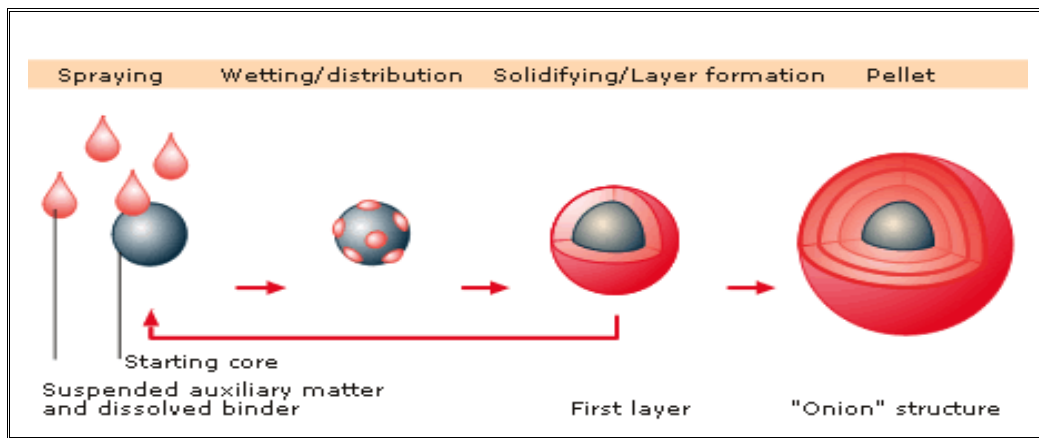 Spraying
Wetting/distribution
Solidifying/Layer formation
Pellet
Starting core
Suspended auxiliary matter
and dissolved binder
First layer
"Onion" structure